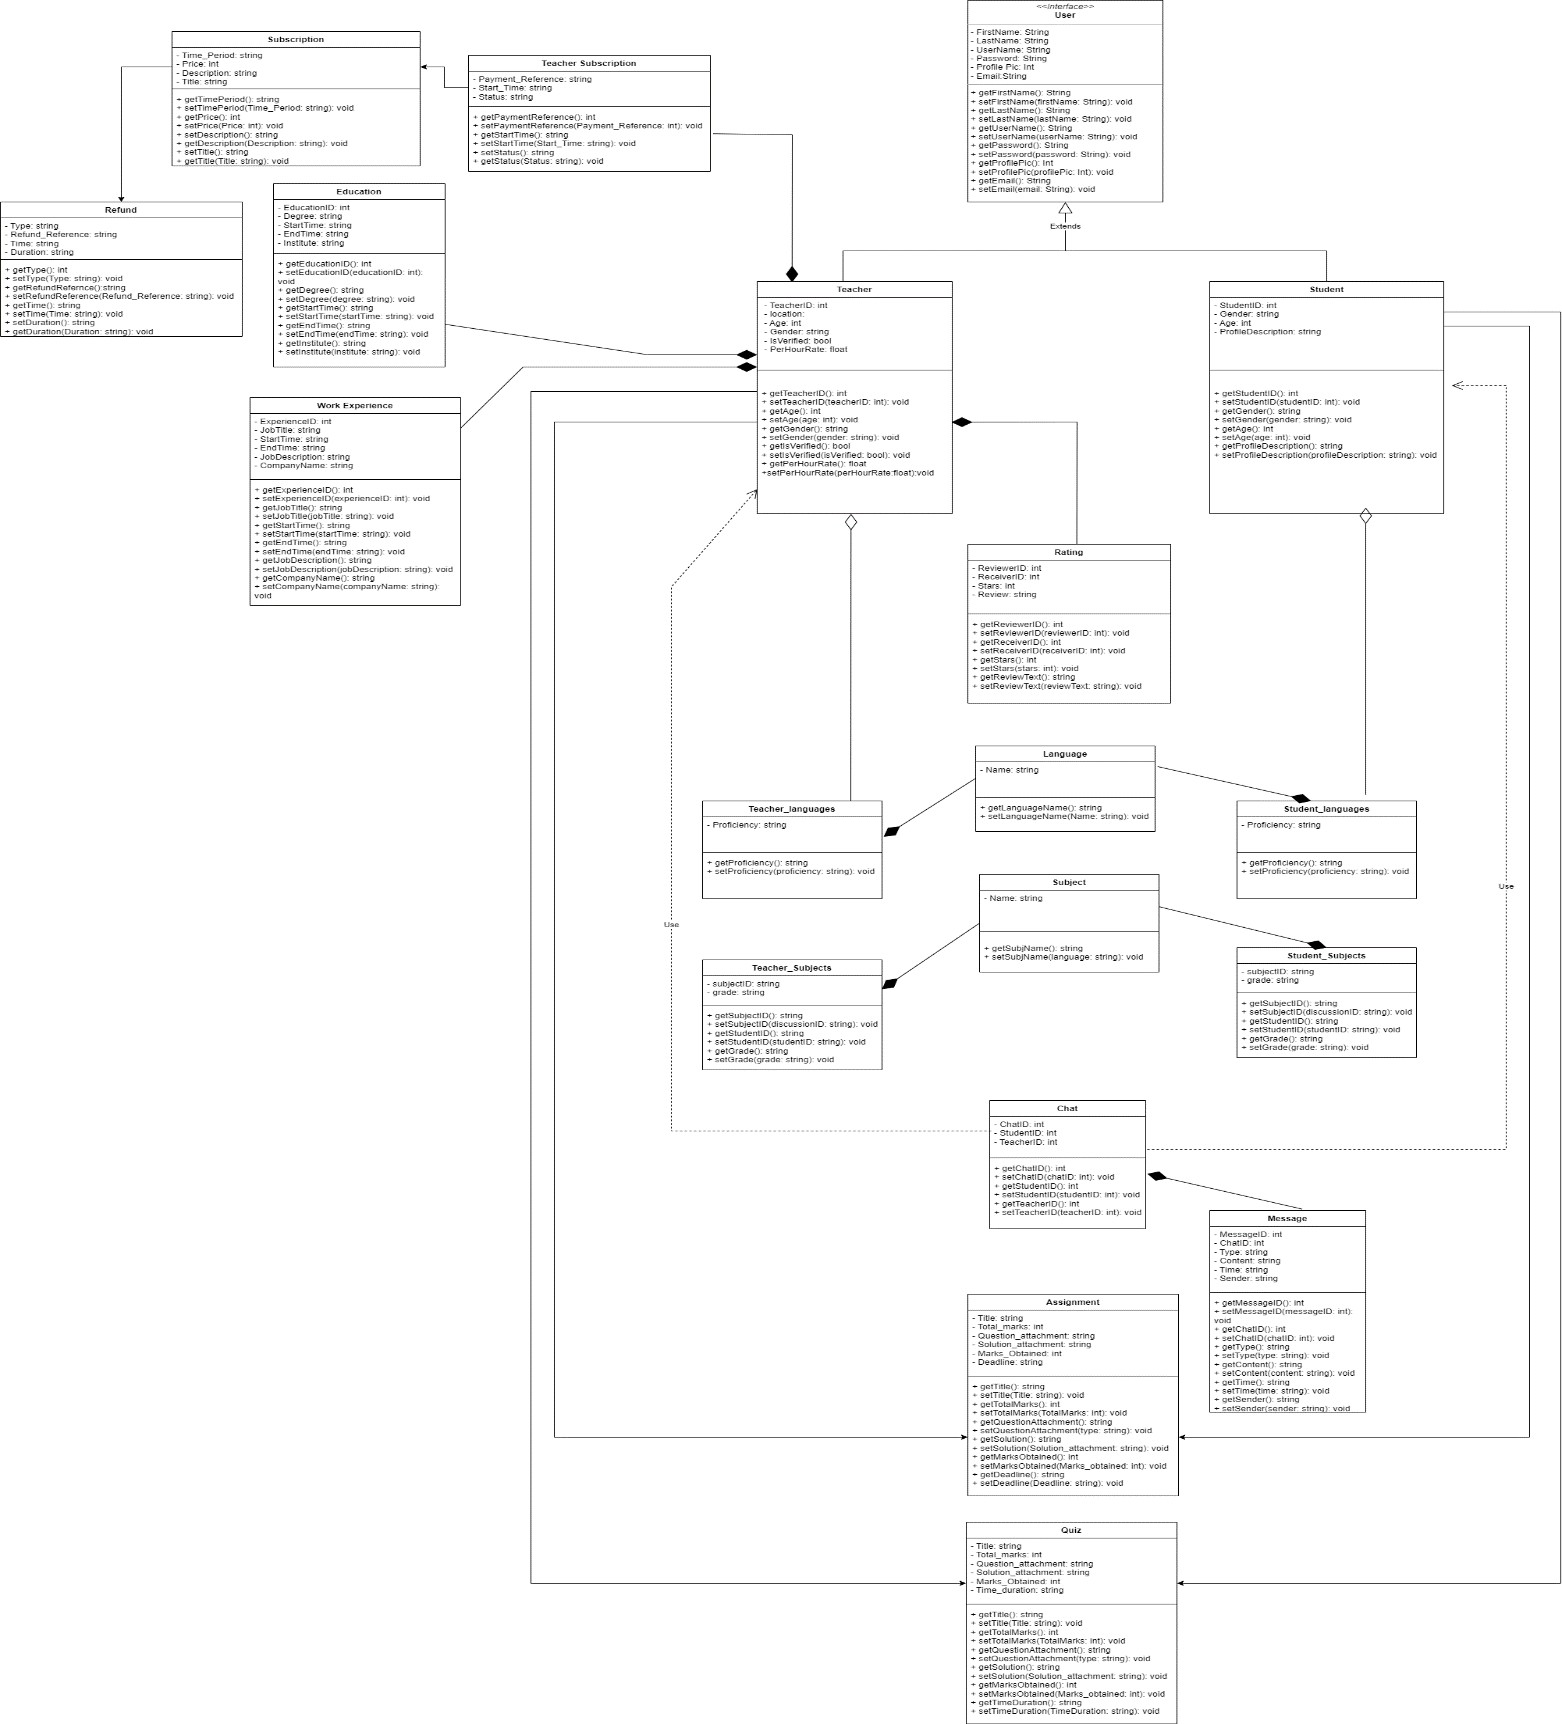 <<interface>>
User
- FirstName: String
- LastName: String
- UserName: String
- Password: String
- Profile Pic: Int
- Email:String
+ getFirstName(): String
+ setFirstName(firstName: String): void
+ getLastName(): String
+ setLastName(lastName: String): void
+ getUserName(): String
+ setUserName(userName: String): void
+ getPassword(): String
+ setPassword(password: String): void
+ getProfilePic(): Int
+ setProfilePic(profilePic: Int): void
+ getEmail(): String
+ setEmail(email: String): void
Extends
Subscription
- Time_Period: string
- Price: int
- Description: string
- Title: string
+ getTimePeriod(): string
+ setTimePeriod(Time_Period: string): void
+ getPrice(): int
+ setPrice(Price: int): void
+ setDescription(): string
+ getDescription(Description: string): void
+ setTitle(): string
+ getTitle(Title: string): void
Teacher Subscription
- Payment_Reference: string
- Start_Time: string
- Status: string
+ getPaymentReference(): int
+ setPaymentReference(Payment_Reference: int): void
+ getStartTime(): string
+ setStartTime(Start_Time: string): void
+ setStatus(): string
+ getStatus(Status: string): void
Refund
- Type: string
- Refund_Reference: string
- Time: string
- Duration: string
+ getType(): int
+ setType(Type: string): void
+ getRefundRefernce():string
+ setRefundReference(Refund_Reference: string): void
+ getTime(): string
+ setTime(Time: string): void
+ setDuration(): string
+ getDuration(Duration: string): void
Education
- EducationID: int
- Degree: string
- StartTime: string
- EndTime: string
- Institute: string
+ getEducationID(): int
+ setEducationID(educationID: int):
void
+ getDegree(): string
+ setDegree(degree: string): void
+ getStartTime(): string
+ setStartTime(startTime: string): void
+ getEndTime(): string
+ setEndTime(endTime: string): void
+ getInstitute(): string
+ setInstitute(institute: string): void
Work Experience
- ExperienceID: int
- JobTitle: string
- StartTime: string
- EndTime: string
- JobDescription: string
- CompanyName: string
+ getExperienceID(): int
+ setExperienceID(experienceID: int): void
+ getJobTitle(): string
+ setJobTitle(jobTitle: string): void
+ getStartTime(): string
+ setStartTime(startTime: string): void
+ getEndTime(): string
+ setEndTime(endTime: string): void
+ getJobDescription(): string
+ setJobDescription(jobDescription: string): void
+ getCompanyName(): string
+ setCompanyName(companyName: string):
void
Teacher
- TeacherID: int
- location:
- Age: int
- Gender: string
- IsVerified: bool
- PerHourRate: float
+ getTeacherID(): int
+ setTeacherID(teacherID: int): void
+ getAge(): int
+ setAge(age: int): void
+ getGender(): string
+ setGender(gender: string): void
+ getIsVerified(): bool
+ setIsVerified(isVerified: bool): void
+ getPerHourRate(): float
+setPerHourRate(perHourRate:float):void
Student
- StudentID: int
- Gender: string
- Age: int
- ProfileDescription: string
+ getStudentID(): int
+ setStudentID(studentID: int): void
+ getGender(): string
+ setGender(gender: string): void
+ getAge(): int
+ setAge(age: int): void
+ getProfileDescription(): string
+ setProfileDescription(profileDescription: string): void
Rating
- ReviewerID: int
- ReceiverID: int
- Stars: int
- Review: string
+ getReviewerID(): int
+ setReviewerID(reviewerID: int): void
+ getReceiverID(): int
+ setReceiverID(receiverID: int): void
+ getStars(): int
+ setStars(stars: int): void
+ getReviewText(): string
+ setReviewText(reviewText: string): void
Language
- Name: string
+ getLanguageName(): string
+ setLanguageName(Name: string): void
Teacher_languages
- Proficiency: string
+ getProficiency(): string
+ setProficiency(proficiency: string): void
Student_languages
- Proficiency: string
+ getProficiency(): string
+ setProficiency(proficiency: string): void
Use
Subject
- Name: string
+ getSubjName(): string
+ setSubjName(language: string): void
Use
Teacher_Subjects
- subjectID: string
- grade: string
+ getSubjectID(): string
+ setSubjectID(discussionID: string): void
+ getStudentID(): string
+ setStudentID(studentID: string): void
+ getGrade(): string
+ setGrade(grade: string): void
Student_Subjects
- subjectID: string
- grade: string
+ getSubjectID(): string
+ setSubjectID(discussionID: string): void
+ getStudentID(): string
+ setStudentID(studentID: string): void
+ getGrade(): string
+ setGrade(grade: string): void
Chat
- ChatID: int
- StudentID: int
- TeacherID: int
+ getChatID(): int
+ setChatID(chatID: int): void
+ getStudentID(): int
+ setStudentID(studentID: int): void
+ getTeacherID(): int
+ setTeacherID(teacherID: int): void
Message
- MessageID: int
- ChatID: int
- Type: string
- Content: string
- Time: string
- Sender: string
+ getMessageID(): int
+ setMessageID(messageID: int):
void
+ getChatID(): int
+ setChatID(chatID: int): void
+ getType(): string
+ setType(type: string): void
+ getContent(): string
+ setContent(content: string): void
+ getTime(): string
+ setTime(time: string): void
+ getSender(): string
+ setSender(sender: string): void
Assignment
- Title: string
- Total_marks: int
- Question_attachment: string
- Solution_attachment: string
- Marks_Obtained: int
- Deadline: string
+ getTitle(): string
+ setTitle(Title: string): void
+ getTotalMarks(): int
+ setTotalMarks(TotalMarks: int): void
+ getQuestionAttachment(): string
+ setQuestionAttachment(type: string): void
+ getSolution(): string
+ setSolution(Solution_attachment: string): void
+ getMarksObtained(): int
+ setMarksObtained(Marks_obtained: int): void
+ getDeadline(): string
+ setDeadline(Deadline: string): void
Quiz
- Title: string
- Total_marks: int
- Question_attachment: string
- Solution_attachment: string
- Marks_Obtained: int
- Time_duration: string
+ getTitle(): string
+ setTitle(Title: string): void
+ getTotalMarks(): int
+ setTotalMarks(TotalMarks: int): void
+ getQuestionAttachment(): string
+ setQuestionAttachment(type: string): void
+ getSolution(): string
+ setSolution(Solution_attachment: string): void
+ getMarksObtained(): int
+ setMarksObtained(Marks_obtained: int): void
+ getTimeDuration(): string
+ setTimeDuration(TimeDuration: string): void